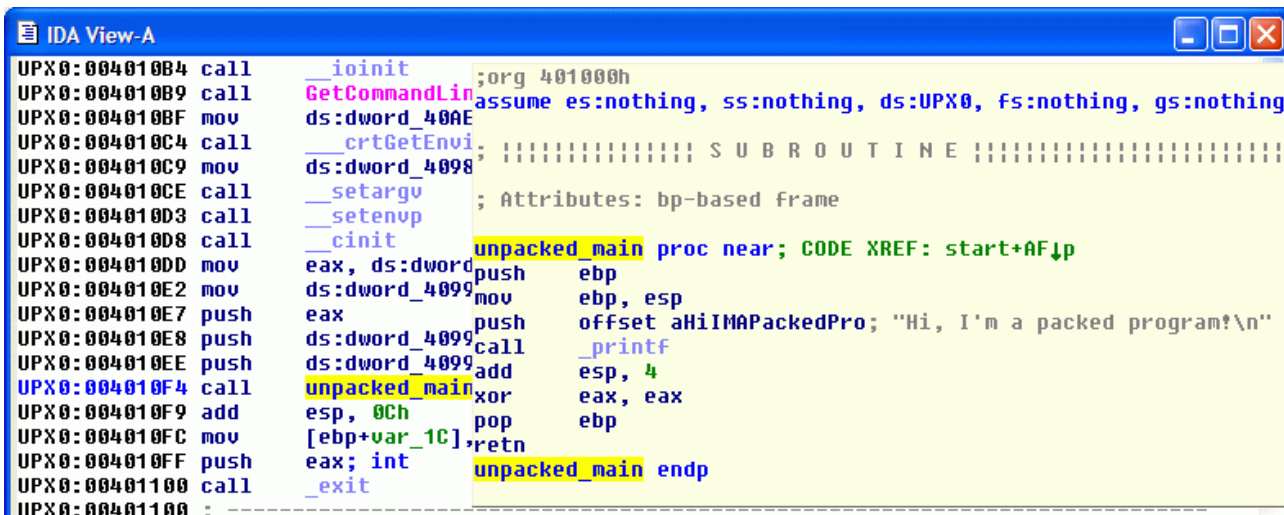 IDA View-A
UPX0:004010B4 call __ioinit
UPX0:004010B9 call GetCommandLin
UPX0:004010BF mov ds:dword_40AE
UPX0:004010C4 call ___crtGetEnvi
UPX0:004010C9 mov ds:dword_4098
UPX0:004010CE call __setargv
UPX0:004010D3 call __setenvp
UPX0:004010D8 call __cinit
UPX0:004010DD mov eax, ds:dword
UPX0:004010E2 mov ds:dword_4099
UPX0:004010E7 push eax
UPX0:004010E8 push ds:dword_4099
UPX0:004010EE push ds:dword_4099
UPX0:004010F4 call unpacked_main
UPX0:004010F9 add esp, 0Ch
UPX0:004010FC mov [ebp+var_1C],
UPX0:004010FF push eax; int
UPX0:00401100 call _exit
UPX0:00401100 ; ---------------------------------------------------------------------------
;org 401000h
assume es:nothing, ss:nothing, ds:UPX0, fs:nothing, gs:nothing
; ¦¦¦¦¦¦¦¦¦¦¦¦¦¦¦ S U B R O U T I N E ¦¦¦¦¦¦¦¦¦¦¦¦¦¦¦¦¦¦¦¦¦¦¦¦
; Attributes: bp-based frame
unpacked_main proc near; CODE XREF: start+AF↓p
push ebp
mov ebp, esp
push offset aHiIMAPackedPro; "Hi, I'm a packed program!\n"
call _printf
add esp, 4
xor eax, eax
pop ebp
retn
unpacked_main endp